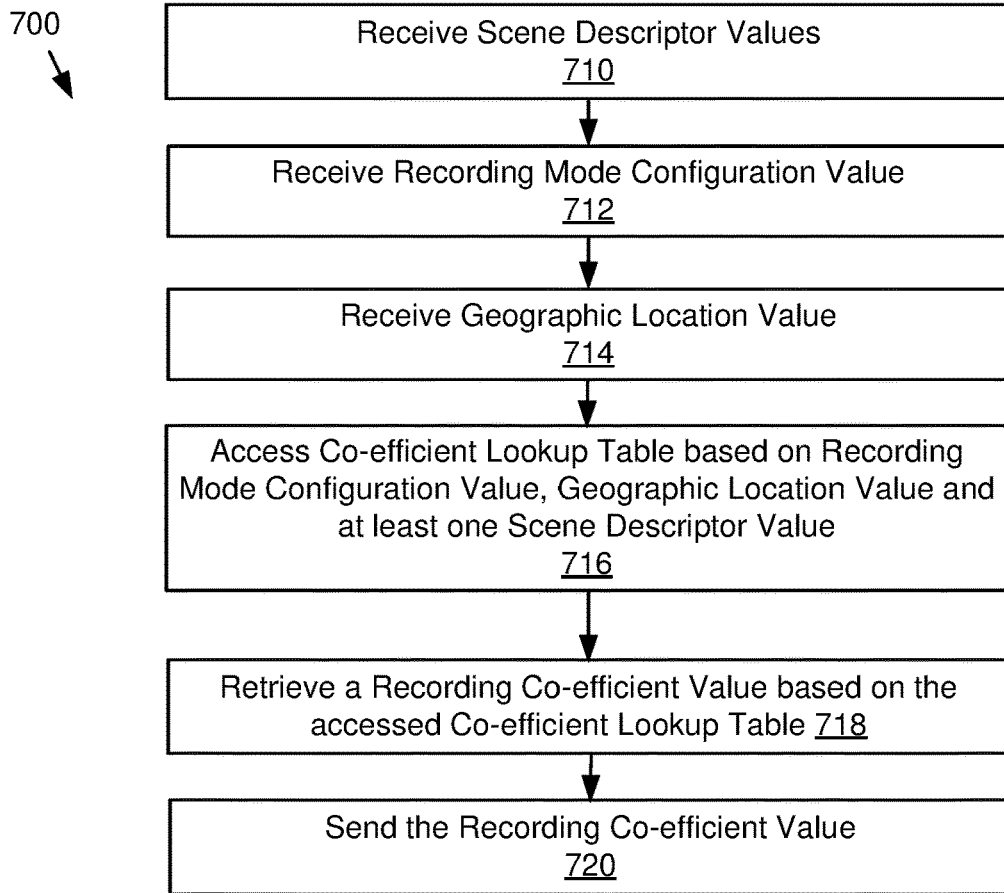 700
Receive Scene Descriptor Values
710
Receive Recording Mode Configuration Value
712
Receive Geographic Location Value
714
Access Co-efficient Lookup Table based on Recording
Mode Configuration Value, Geographic Location Value and
at least one Scene Descriptor Value
716
Retrieve a Recording Co-efficient Value based on the
accessed Co-efficient Lookup Table 718
Send the Recording Co-efficient Value
720